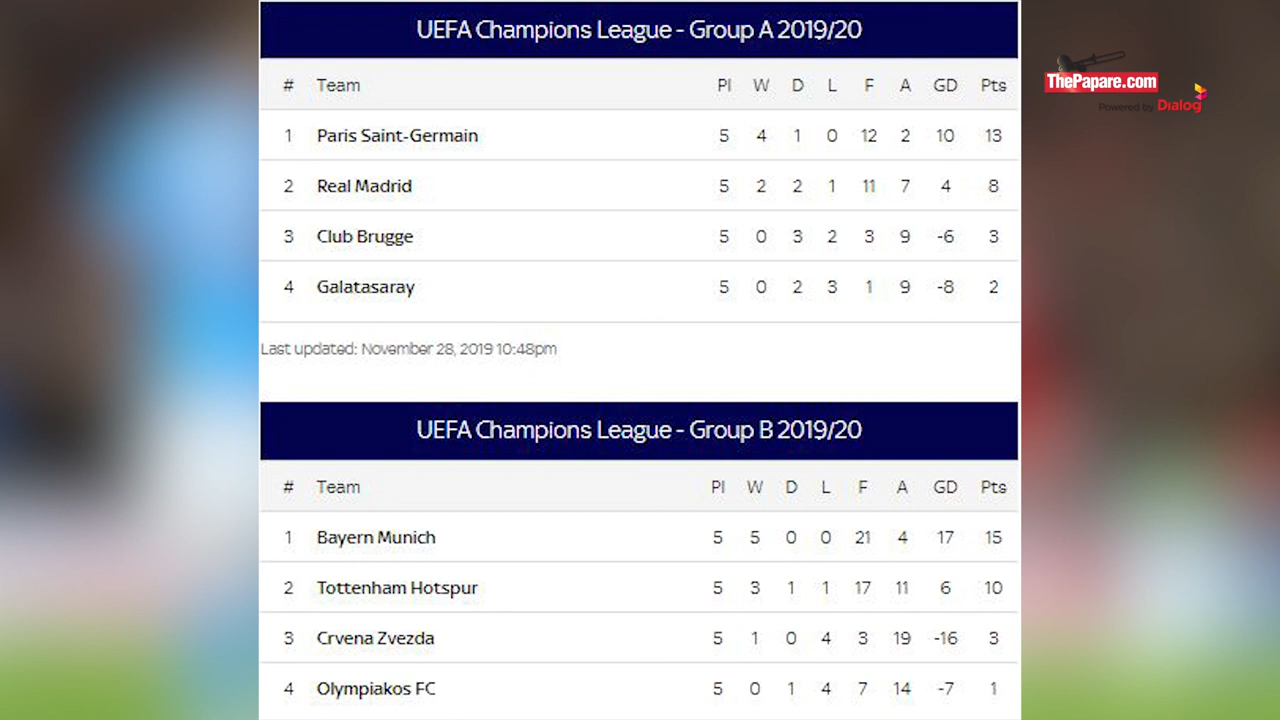 UEFA Champions League - Group A 2019/20
# Team Pl W D L F A GD Pts
1 Paris Saint-Germain 5 4 1 0 12 2 10 13
2 Real Madrid 5 2 2 1 11 7 4 8
3 Club Brugge 5 0 3 2 3 9 -6 3
4 Galatasaray 5 0 2 3 1 9 -8 2
Last updated: November 28, 2019 10:48pm
UEFA Champions League - Group B 2019/20
# Team Pl W D L F A GD Pts
1 Bayern Munich 5 5 0 0 21 4 17 15
2 Tottenham Hotspur 5 3 1 1 17 11 6 10
3 Crvena Zvezda 5 1 0 4 3 19 -16 3
4 Olympiakos FC 5 0 1 4 7 14 -7 1
ThePapare.com
Powered by Dialog